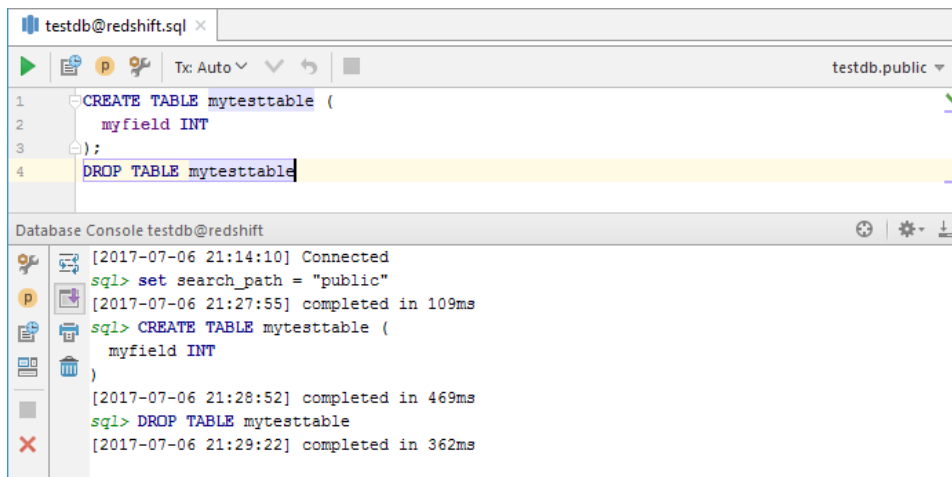 testdb@redshift.sql
Tx: Auto
testdb.public
1 CREATE TABLE mytesttable (
2   myfield INT
3 );
4 DROP TABLE mytesttable
Database Console testdb@redshift
[2017-07-06 21:14:10] Connected
sql> set search_path = "public"
[2017-07-06 21:27:55] completed in 109ms
sql> CREATE TABLE mytesttable (
  myfield INT
)
[2017-07-06 21:28:52] completed in 469ms
sql> DROP TABLE mytesttable
[2017-07-06 21:29:22] completed in 362ms